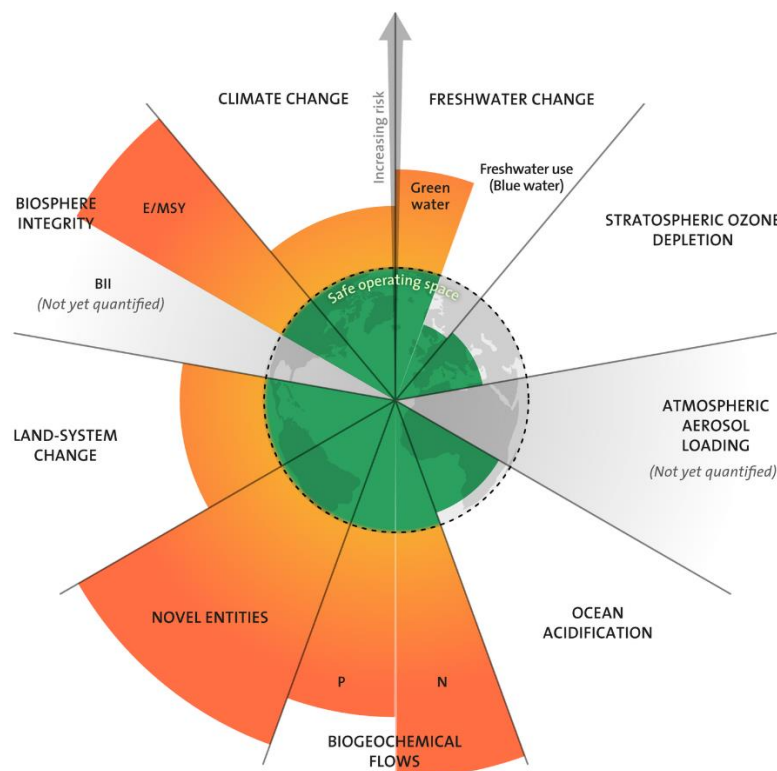 CLIMATE CHANGE
FRESHWATER CHANGE
Increasing risk
Freshwater use
(Blue water)
Green
water
E/MSY
BIOSPHERE
INTEGRITY
STRATOSPHERIC OZONE
DEPLETION
BII
(Not yet quantified)
Safe operating space
ATMOSPHERIC
AEROSOL
LOADING
(Not yet quantified)
LAND-SYSTEM
CHANGE
NOVEL ENTITIES
OCEAN
ACIDIFICATION
P
N
BIOGEOCHEMICAL
FLOWS